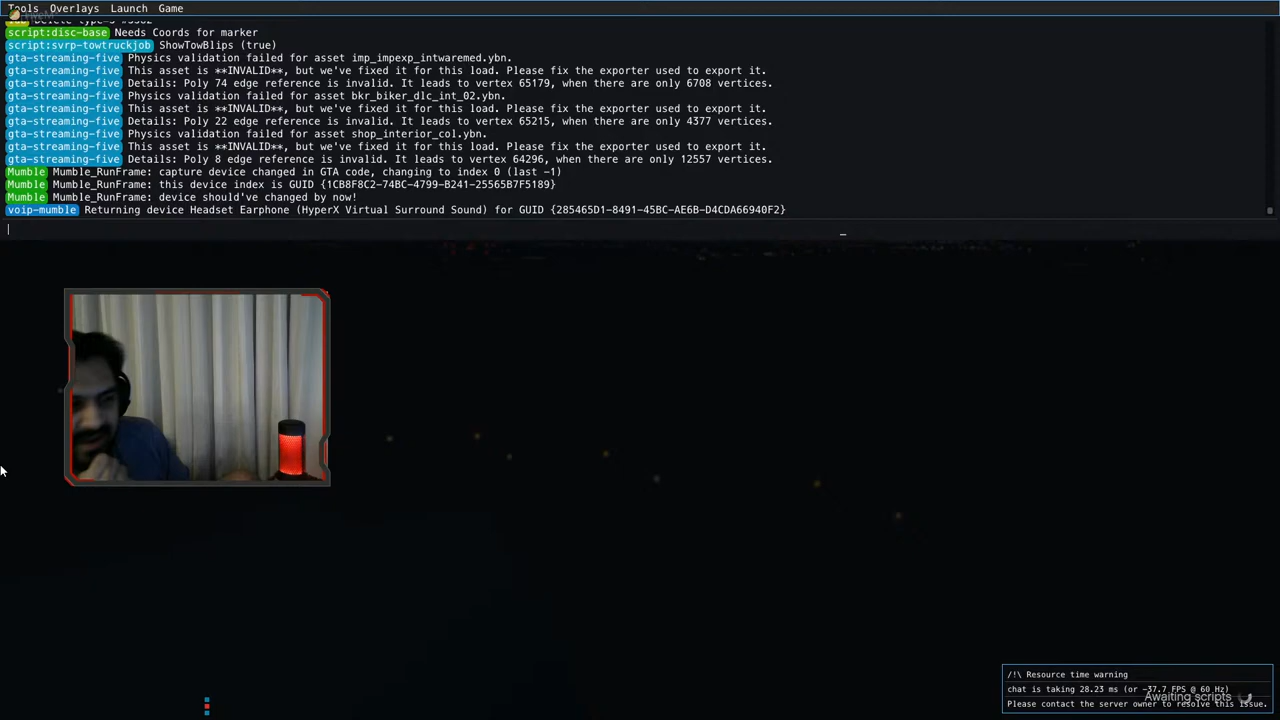 Tools Overlays Launch Game
script:disc-base Needs Coords for marker
script:svrp-towtruckjob ShowTowBlips (true)
gta-streaming-five Physics validation failed for asset imp_impexp_intwaremed.ybn.
gta-streaming-five This asset is **INVALID**, but we've fixed it for this load. Please fix the exporter used to export it.
gta-streaming-five Details: Poly 74 edge reference is invalid. It leads to vertex 65179, when there are only 6708 vertices.
gta-streaming-five Physics validation failed for asset bkr_biker_dlc_int_02.ybn.
gta-streaming-five This asset is **INVALID**, but we've fixed it for this load. Please fix the exporter used to export it.
gta-streaming-five Details: Poly 22 edge reference is invalid. It leads to vertex 65215, when there are only 4377 vertices.
gta-streaming-five Physics validation failed for asset shop_interior_col.ybn.
gta-streaming-five This asset is **INVALID**, but we've fixed it for this load. Please fix the exporter used to export it.
gta-streaming-five Details: Poly 8 edge reference is invalid. It leads to vertex 64296, when there are only 12557 vertices.
Mumble Mumble_RunFrame: capture device changed in GTA code, changing to index 0 (last -1)
Mumble Mumble_RunFrame: this device index is GUID {1CB8F8C2-74BC-4799-B241-25565B7F5189}
Mumble Mumble_RunFrame: device should've changed by now!
voip-mumble Returning device Headset Earphone (HyperX Virtual Surround Sound) for GUID {285465D1-8491-45BC-AE6B-D4CDA66940F2}
/!\ Resource time warning
chat is taking 28.23 ms (or -37.7 FPS @ 60 Hz)
Awaiting scripts
Please contact the server owner to resolve this issue.